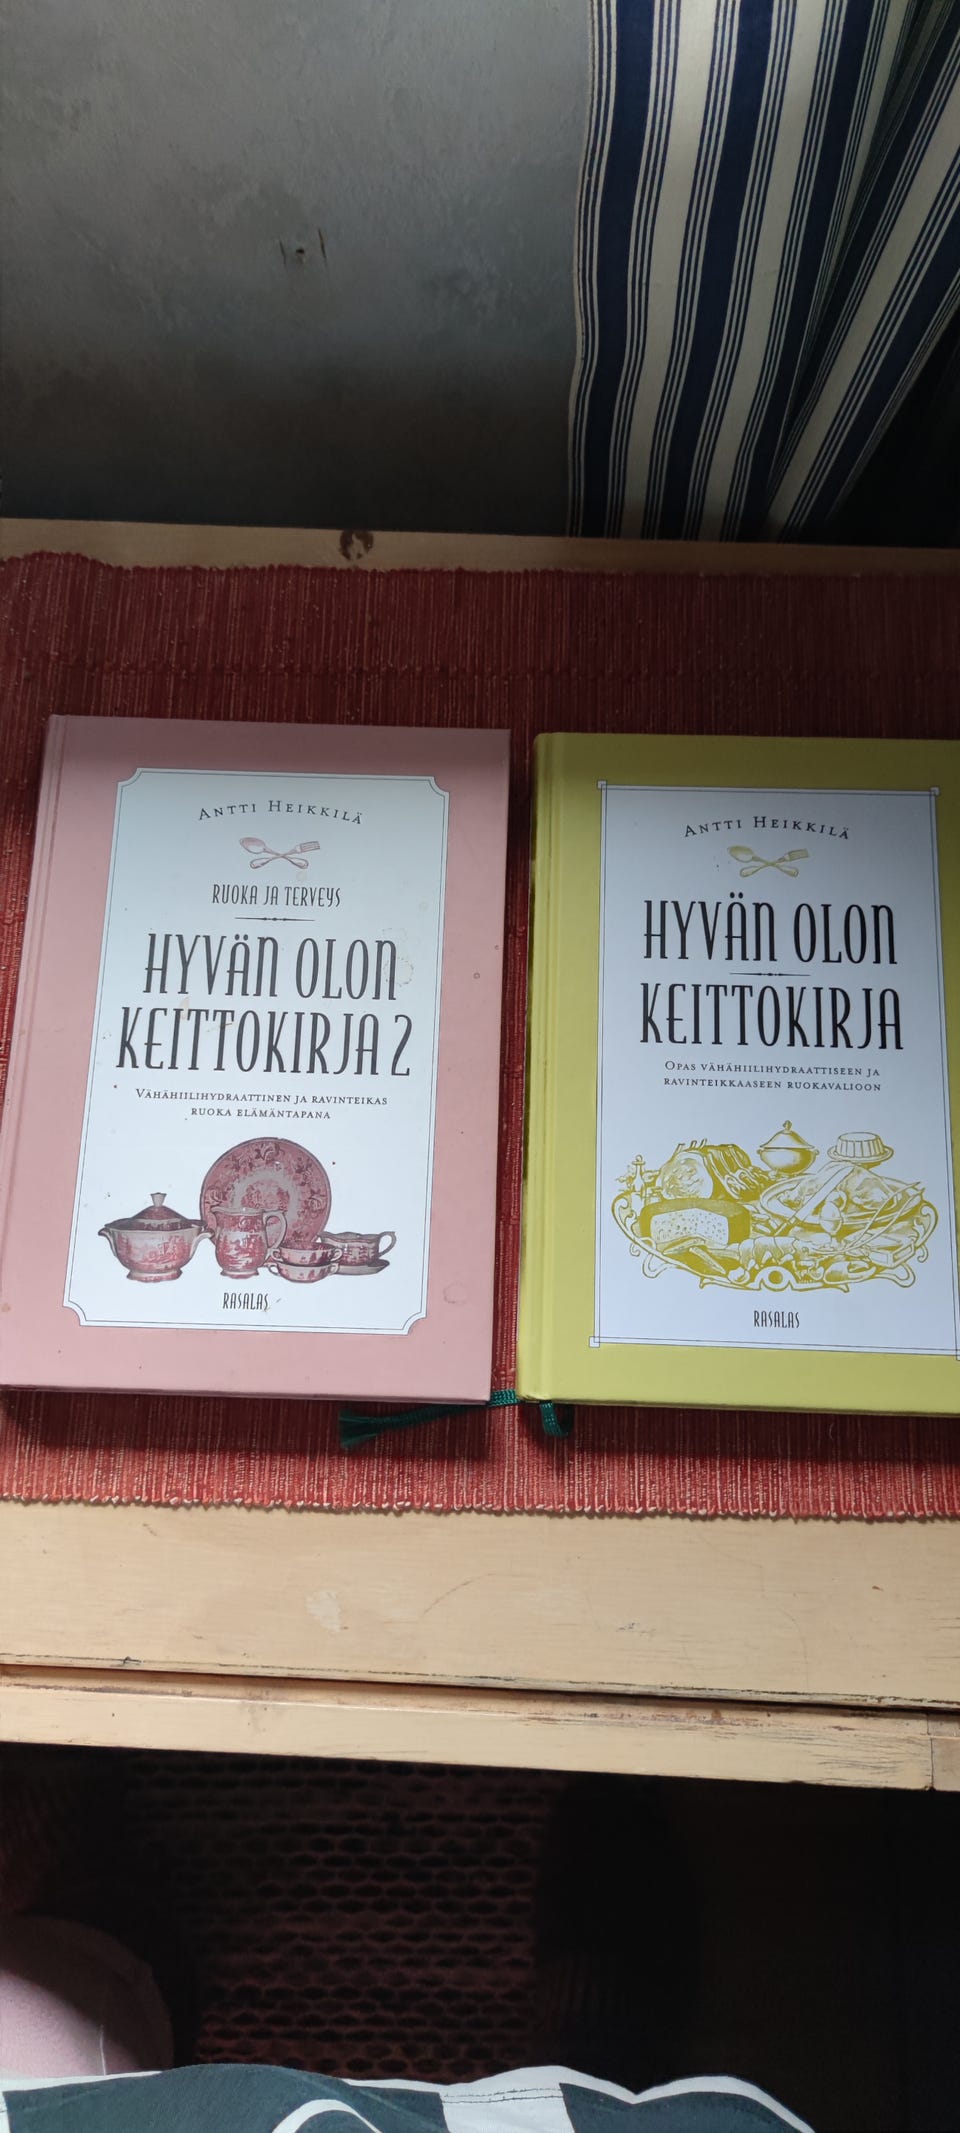 ANTTI HEIKKILÄ
RUOKA JA TERVEYS
HYVÄN OLON
KEITTOKIRJA 2
VÄHÄHIILIHYDRAATTINEN JA RAVINTEIKAS
RUOKA ELÄMÄNTAPANA
RASALAS
ANTTI HEIKKILÄ
HYVÄN OLON
KEITTOKIRJA
OPAS VÄHÄHIILIHYDRAATTISEEN JA
RAVINTEIKKAASEEN RUOKAVALIOON
RASALAS